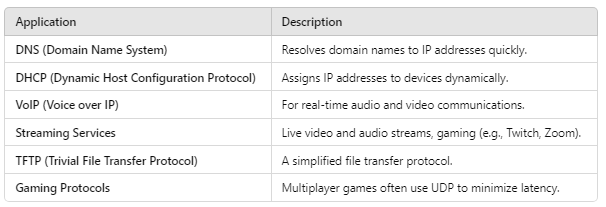 Application Description
DNS (Domain Name System) Resolves domain names to IP addresses quickly.
DHCP (Dynamic Host Configuration Protocol) Assigns IP addresses to devices dynamically.
VoIP (Voice over IP) For real-time audio and video communications.
Streaming Services Live video and audio streams, gaming (e.g., Twitch, Zoom).
TFTP (Trivial File Transfer Protocol) A simplified file transfer protocol.
Gaming Protocols Multiplayer games often use UDP to minimize latency.